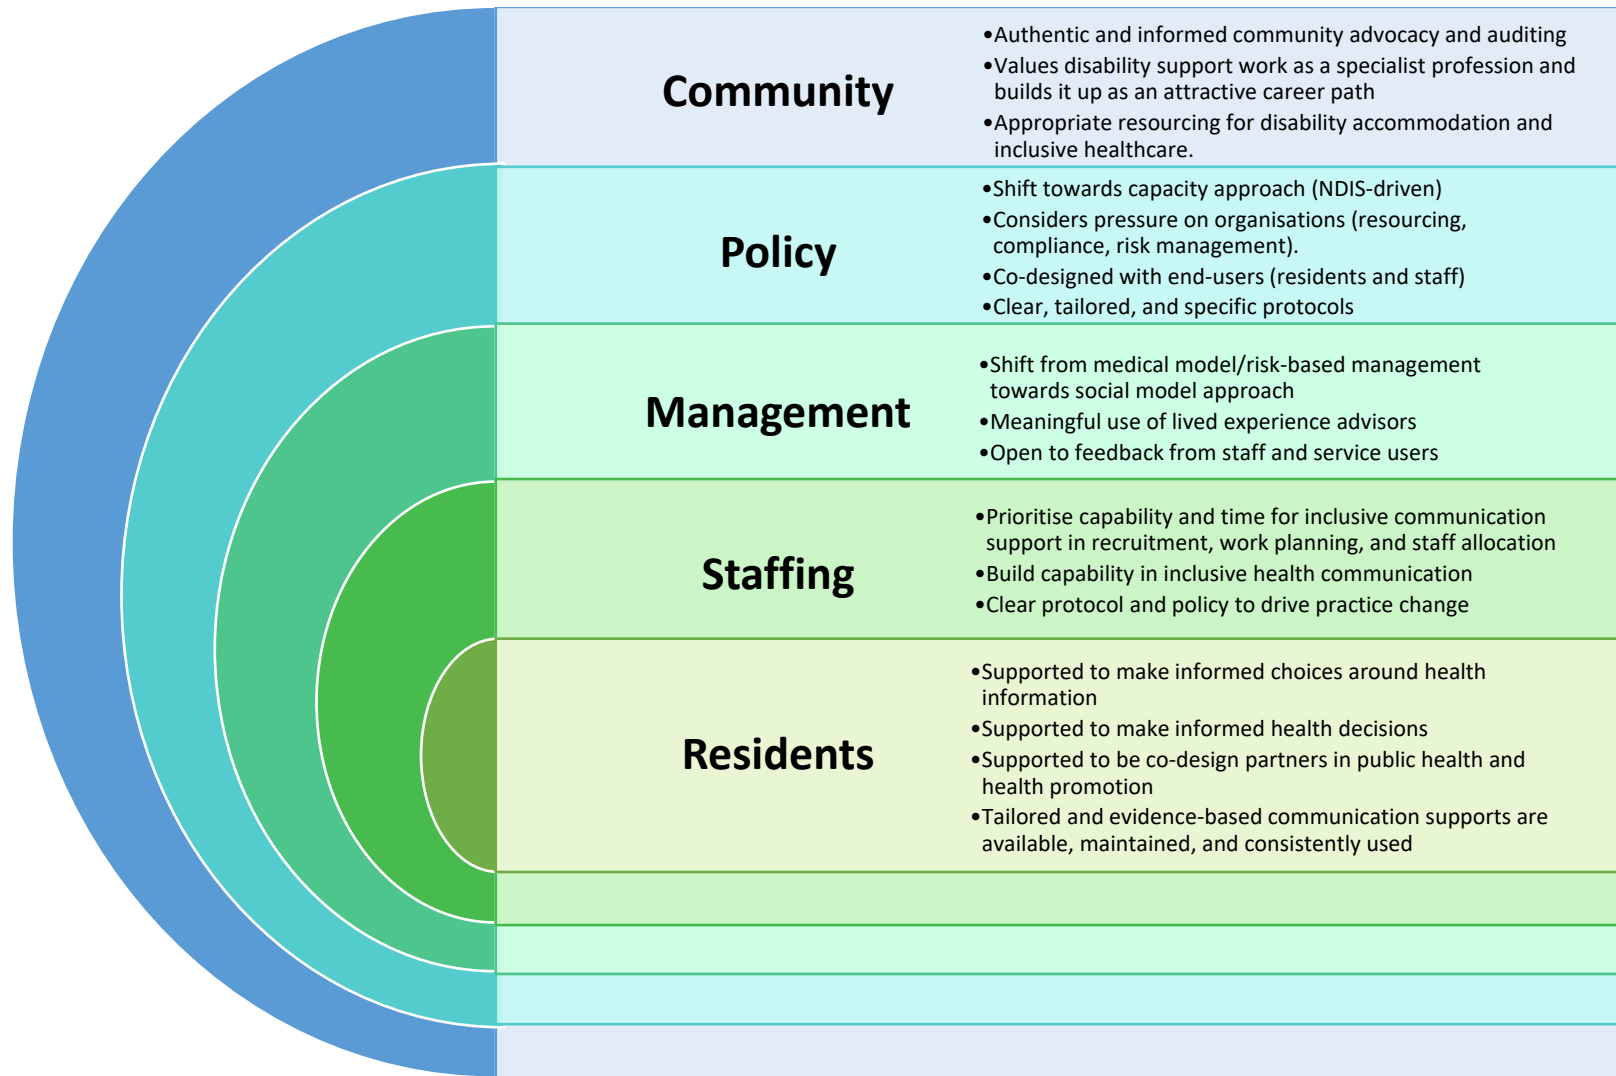 Community
•Authentic and informed community advocacy and auditing
•Values disability support work as a specialist profession and
builds it up as an attractive career path
•Appropriate resourcing for disability accommodation and
inclusive healthcare.
Policy
•Shift towards capacity approach (NDIS-driven)
•Considers pressure on organisations (resourcing,
compliance, risk management).
•Co-designed with end-users (residents and staff)
•Clear, tailored, and specific protocols
Management
•Shift from medical model/risk-based management
towards social model approach
•Meaningful use of lived experience advisors
•Open to feedback from staff and service users
Staffing
•Prioritise capability and time for inclusive communication
support in recruitment, work planning, and staff allocation
•Build capability in inclusive health communication
•Clear protocol and policy to drive practice change
Residents
•Supported to make informed choices around health
information
•Supported to make informed health decisions
•Supported to be co-design partners in public health and
health promotion
•Tailored and evidence-based communication supports are
available, maintained, and consistently used